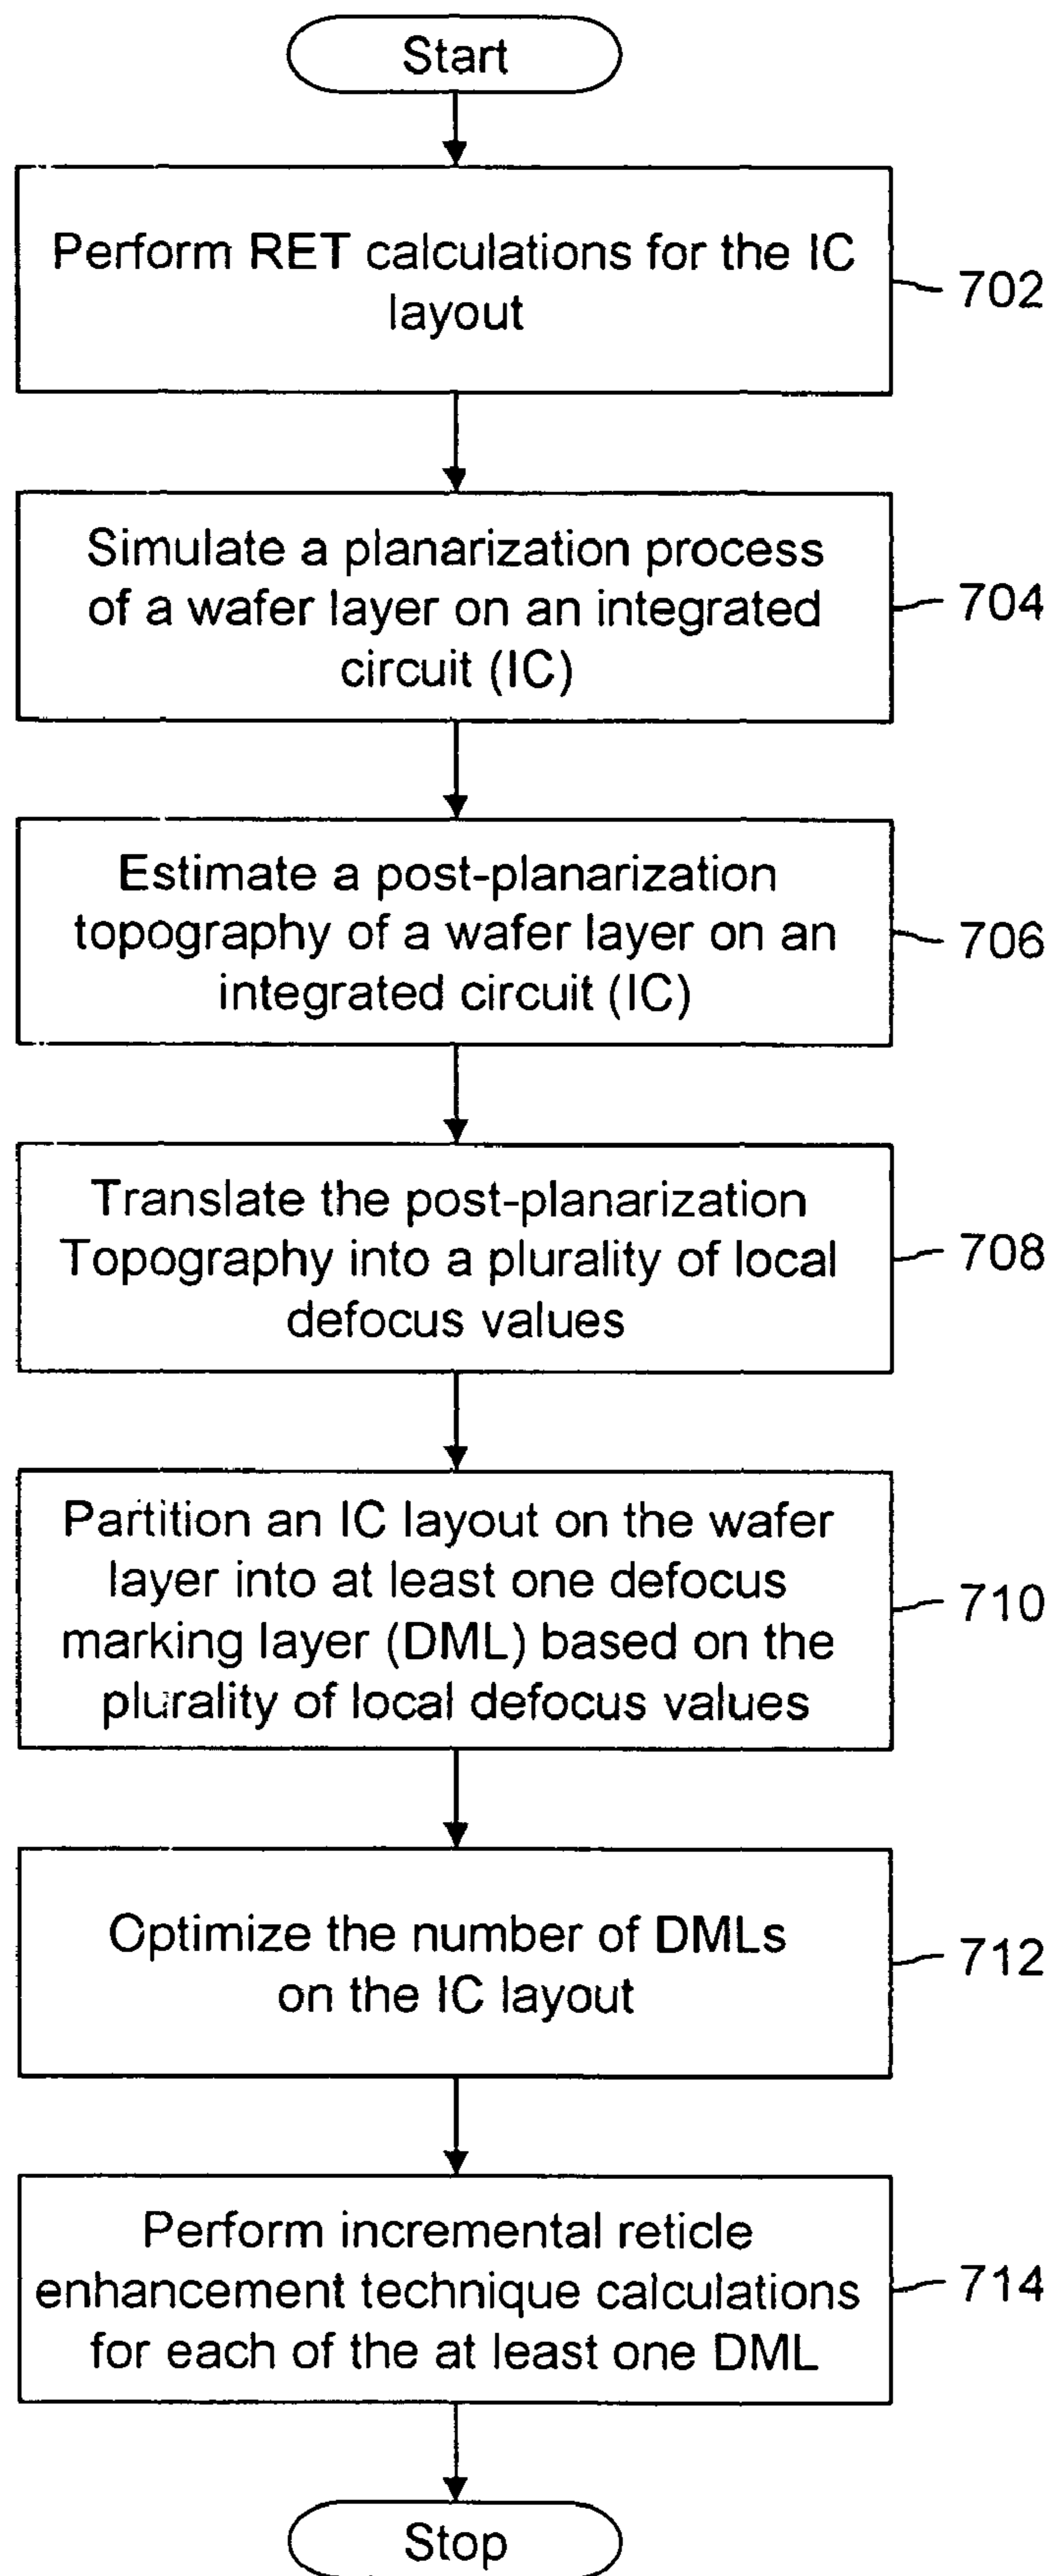 Start
Perform RET calculations for the IC
layout
702
Simulate a planarization process
of a wafer layer on an integrated
circuit (IC)
704
Estimate a post-planarization
topography of a wafer layer on an
integrated circuit (IC)
706
Translate the post-planarization
Topography into a plurality of local
defocus values
708
Partition an IC layout on the wafer
layer into at least one defocus
marking layer (DML) based on the
plurality of local defocus values
710
Optimize the number of DMLs
on the IC layout
712
Perform incremental reticle
enhancement technique calculations
for each of the at least one DML
714
Stop